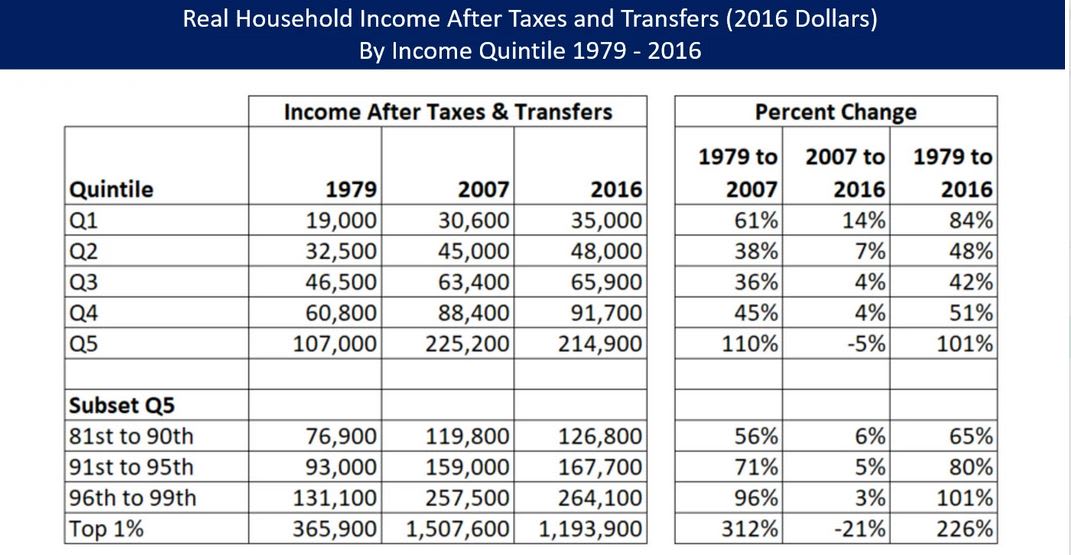 Real Household Income After Taxes and Transfers (2016 Dollars)
By Income Quintile 1979 - 2016
Income After Taxes & Transfers Percent Change
1979 to 2007 to 1979 to
Quintile 1979 2007 2016 2007 2016 2016
Q1 19,000 30,600 35,000 61% 14% 84%
Q2 32,500 45,000 48,000 38% 7% 48%
Q3 46,500 63,400 65,900 36% 4% 42%
Q4 60,800 88,400 91,700 45% 4% 51%
Q5 107,000 225,200 214,900 110% -5% 101%
Subset Q5
81st to 90th 76,900 119,800 126,800 56% 6% 65%
91st to 95th 93,000 159,000 167,700 71% 5% 80%
96th to 99th 131,100 257,500 264,100 96% 3% 101%
Top 1% 365,900 1,507,600 1,193,900 312% -21% 226%